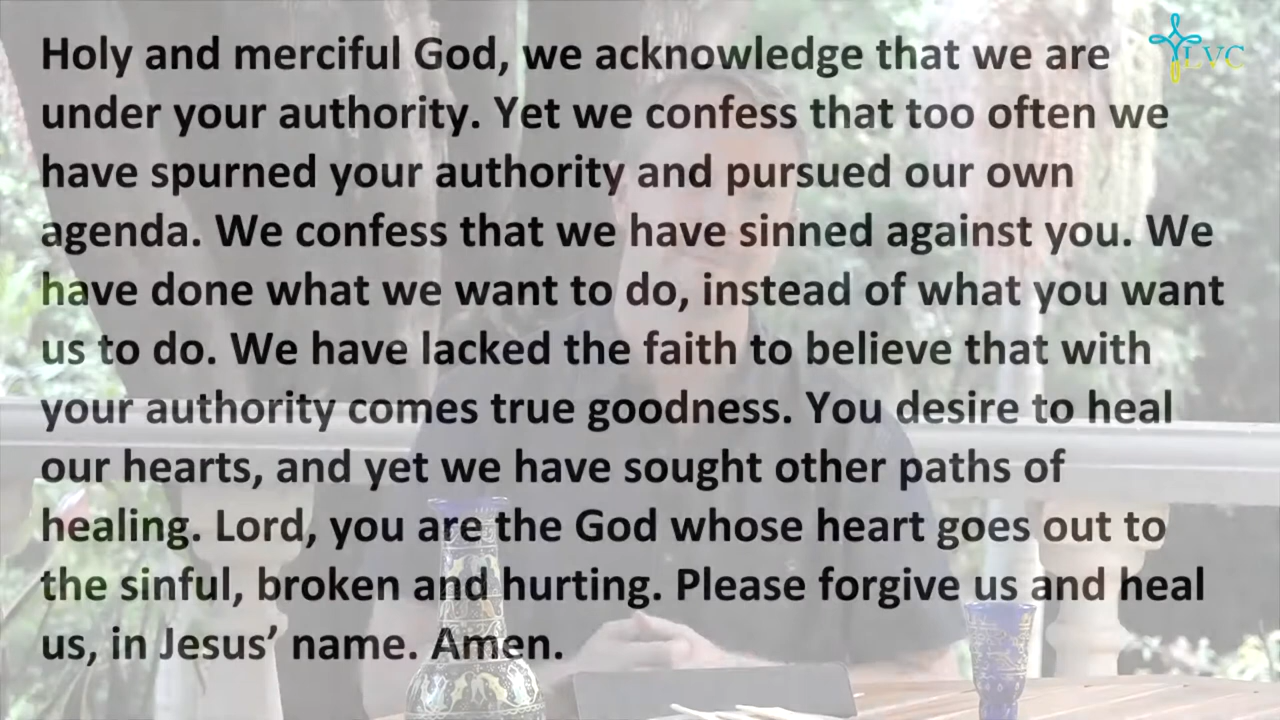 Holy and merciful God, we acknowledge that we are
LVC
under your authority. Yet we confess that too often we
have spurned your authority and pursued our own
agenda. We confess that we have sinned against you. We
have done what we want to do, instead of what you want
us to do. We have lacked the faith to believe that with
your authority comes true goodness. You desire to heal
our hearts, and yet we have sought other paths of
healing. Lord, you are the God whose heart goes out to
the sinful, broken and hurting. Please forgive us and heal
us, in Jesus’ name. Amen.